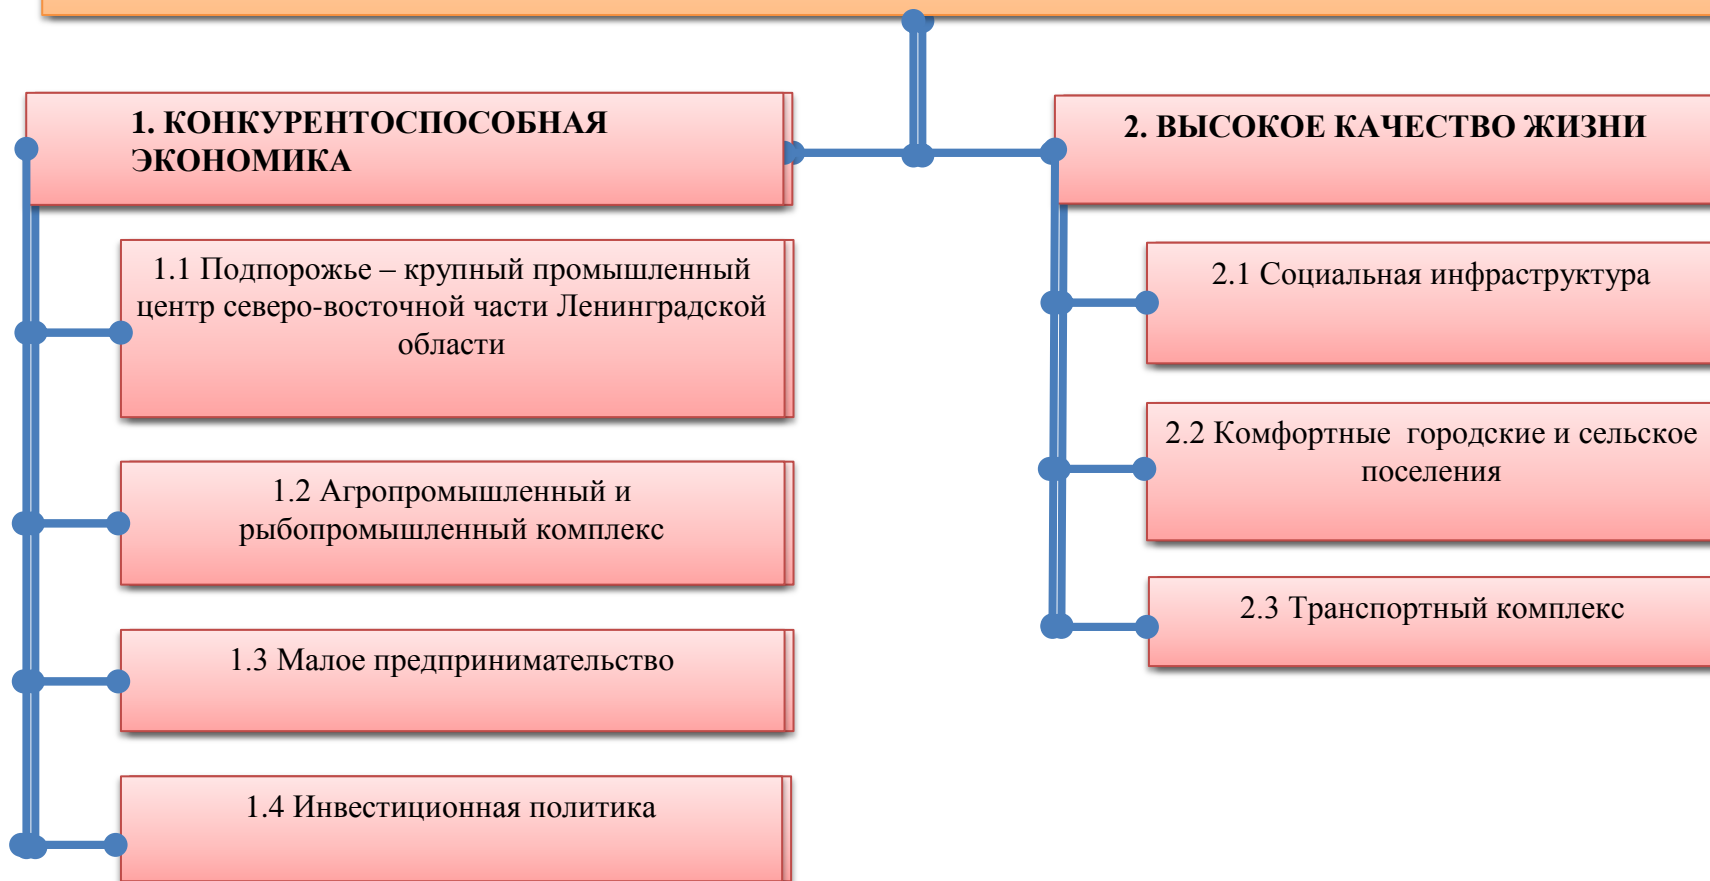 1. КОНКУРЕНТОСПОСОБНАЯ
ЭКОНОМИКА
1.1 Подпорожье – крупный промышленный
центр северо-восточной части Ленинградской
области
1.2 Агропромышленный и
рыбопромышленный комплекс
1.3 Малое предпринимательство
1.4 Инвестиционная политика
2. ВЫСОКОЕ КАЧЕСТВО ЖИЗНИ
2.1 Социальная инфраструктура
2.2 Комфортные  городские и сельское
поселения
2.3 Транспортный комплекс